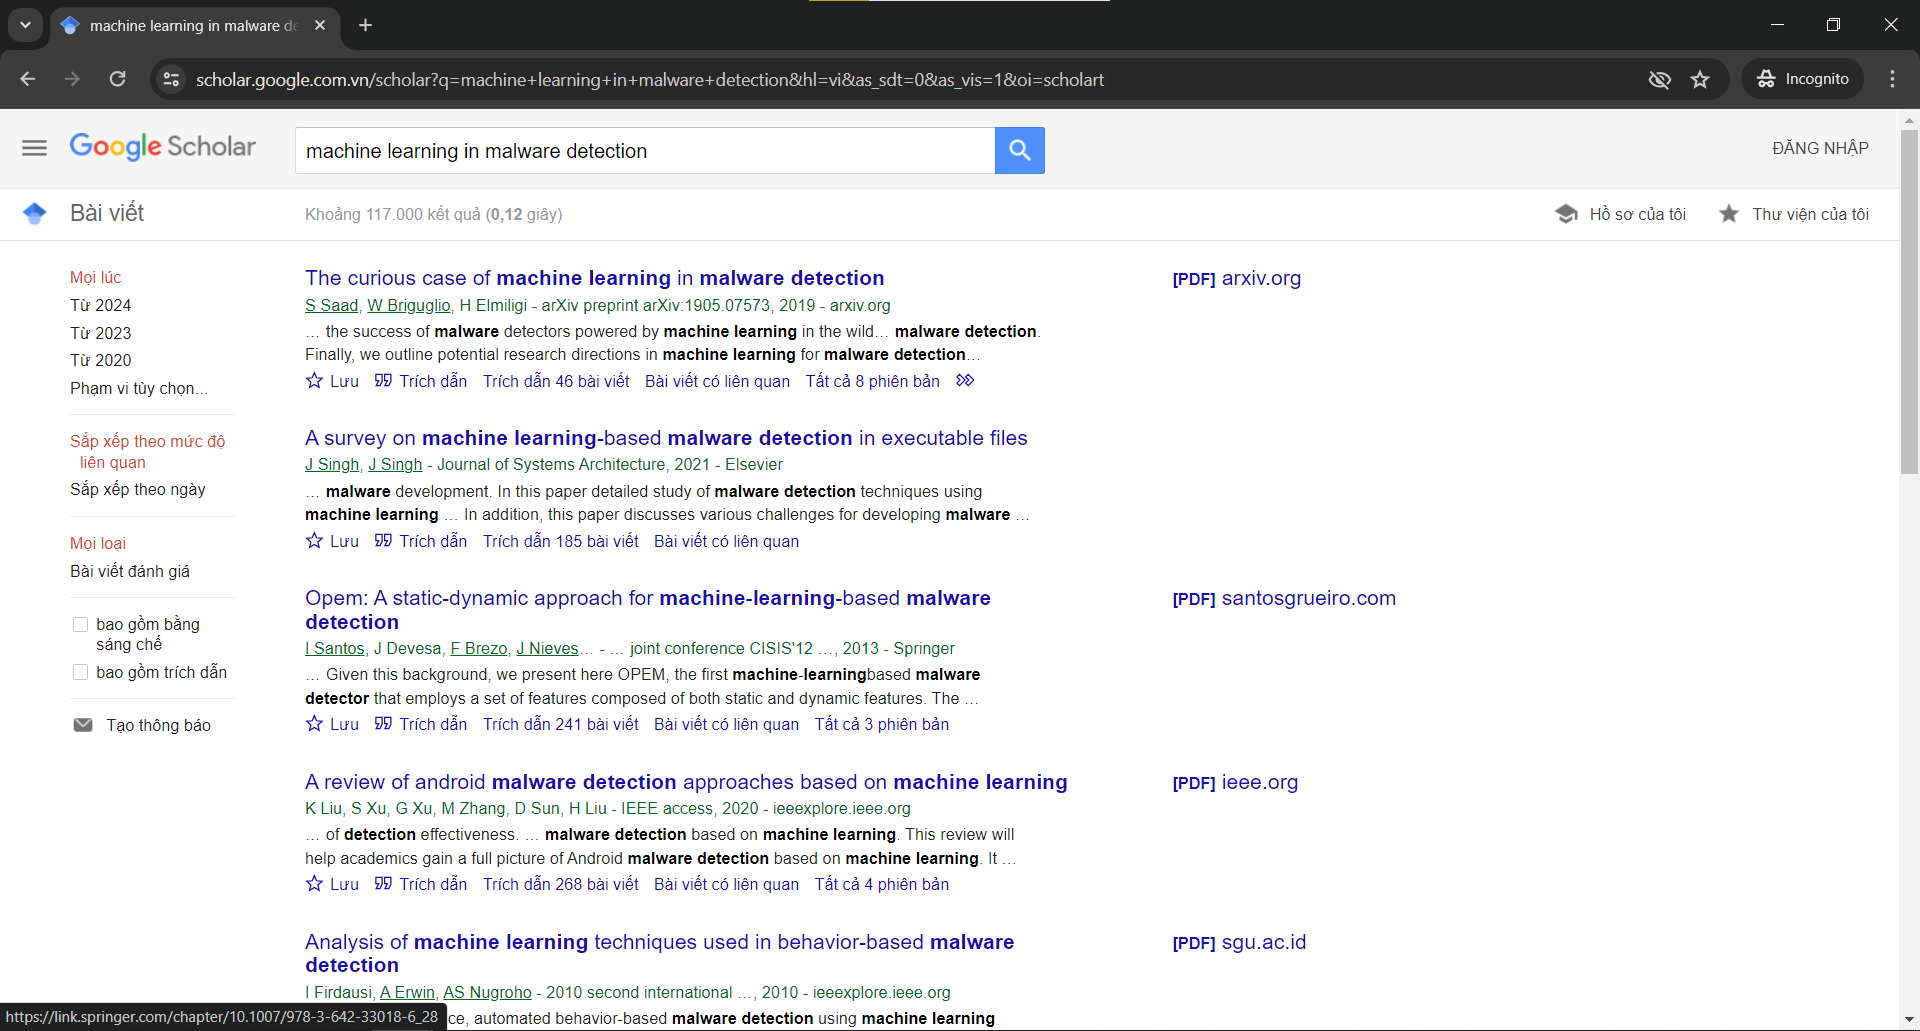 machine learning in malware de
scholar.google.com.vn/scholar?q=machine+learning+in+malware+detection&hl=vi&as_sdt=0&as_vis=1&oi=scholart
Incognito
Google Scholar
machine learning in malware detection
ĐĂNG NHẬP
Bài viết
Khoảng 117.000 kết quả (0,12 giây)
Hồ sơ của tôi
Thư viện của tôi
Mọi lúc
Từ 2024
Từ 2023
Từ 2020
Phạm vi tùy chọn...
Sắp xếp theo mức độ
liên quan
Sắp xếp theo ngày
Mọi loại
Bài viết đánh giá
bao gồm bằng
sáng chế
bao gồm trích dẫn
Tạo thông báo
The curious case of machine learning in malware detection
[PDF] arxiv.org
S Saad, W Briguglio, H Elmiligi - arXiv preprint arXiv:1905.07573, 2019 - arxiv.org
… the success of malware detectors powered by machine learning in the wild… malware detection.
Finally, we outline potential research directions in machine learning for malware detection…
Lưu Trích dẫn Trích dẫn 46 bài viết Bài viết có liên quan Tất cả 8 phiên bản
A survey on machine learning-based malware detection in executable files
J Singh, J Singh - Journal of Systems Architecture, 2021 - Elsevier
… malware development. In this paper detailed study of malware detection techniques using
machine learning … In addition, this paper discusses various challenges for developing malware …
Lưu Trích dẫn Trích dẫn 185 bài viết Bài viết có liên quan
Opem: A static-dynamic approach for machine-learning-based malware
detection
[PDF] santosgrueiro.com
I Santos, J Devesa, F Brezo, J Nieves… - … joint conference CISIS'12 …, 2013 - Springer
… Given this background, we present here OPEM, the first machine-learningbased malware
detector that employs a set of features composed of both static and dynamic features. The …
Lưu Trích dẫn Trích dẫn 241 bài viết Bài viết có liên quan Tất cả 3 phiên bản
A review of android malware detection approaches based on machine learning
[PDF] ieee.org
K Liu, S Xu, G Xu, M Zhang, D Sun, H Liu - IEEE access, 2020 - ieeexplore.ieee.org
… of detection effectiveness. … malware detection based on machine learning. This review will
help academics gain a full picture of Android malware detection based on machine learning. It …
Lưu Trích dẫn Trích dẫn 268 bài viết Bài viết có liên quan Tất cả 4 phiên bản
Analysis of machine learning techniques used in behavior-based malware
detection
[PDF] sgu.ac.id
I Firdausi, A Erwin, AS Nugroho - 2010 second international …, 2010 - ieeexplore.ieee.org
ce, automated behavior-based malware detection using machine learning
https://link.springer.com/chapter/10.1007/978-3-642-33018-6_28